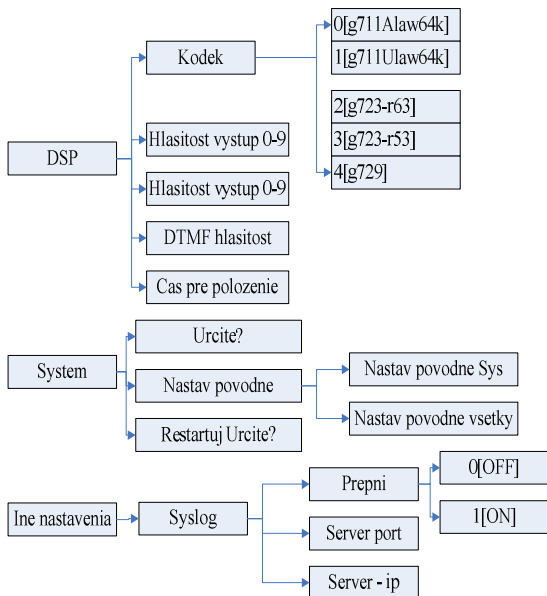 Kodek
0[g711Alaw64k]
1[g711Ulaw64k]
2[g723-r63]
3[g723-r53]
4[g729]
DSP
Hlasitost vystup 0-9
Hlasitost vystup 0-9
DTMF hlasitost
Cas pre polozenie
System
Urcite?
Nastav povodne
Nastav povodne Sys
Nastav povodne vsetky
Restartuj Urcite?
Ine nastavenia
Syslog
Prepni
0[OFF]
1[ON]
Server port
Server - ip